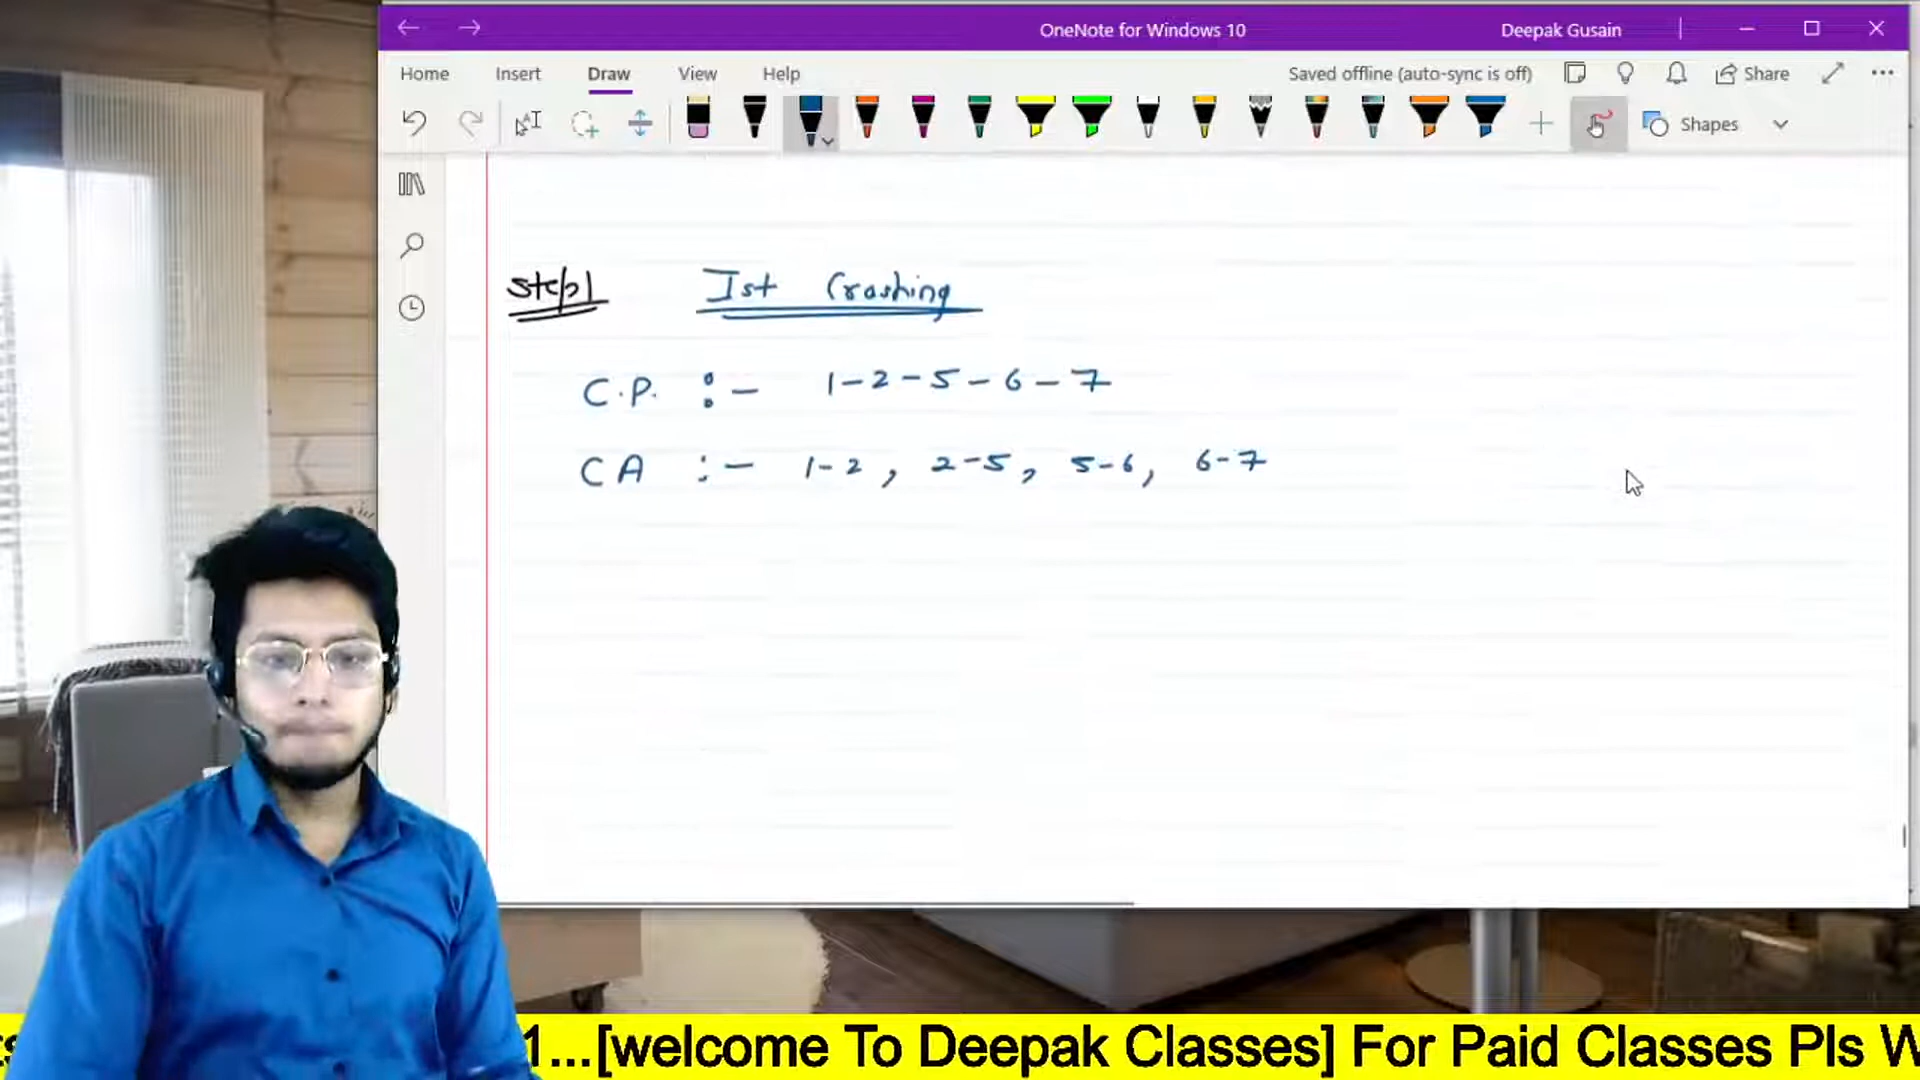 OneNote for Windows 10 Deepak Gusain
Home Insert Draw View Help Saved offline (auto-sync is off) Share
Shapes
Step1 Ist Crashing
C.P. :- 1-2-5-6-7
CA :- 1-2, 2-5, 5-6, 6-7
1...[welcome To Deepak Classes] For Paid Classes Pls W